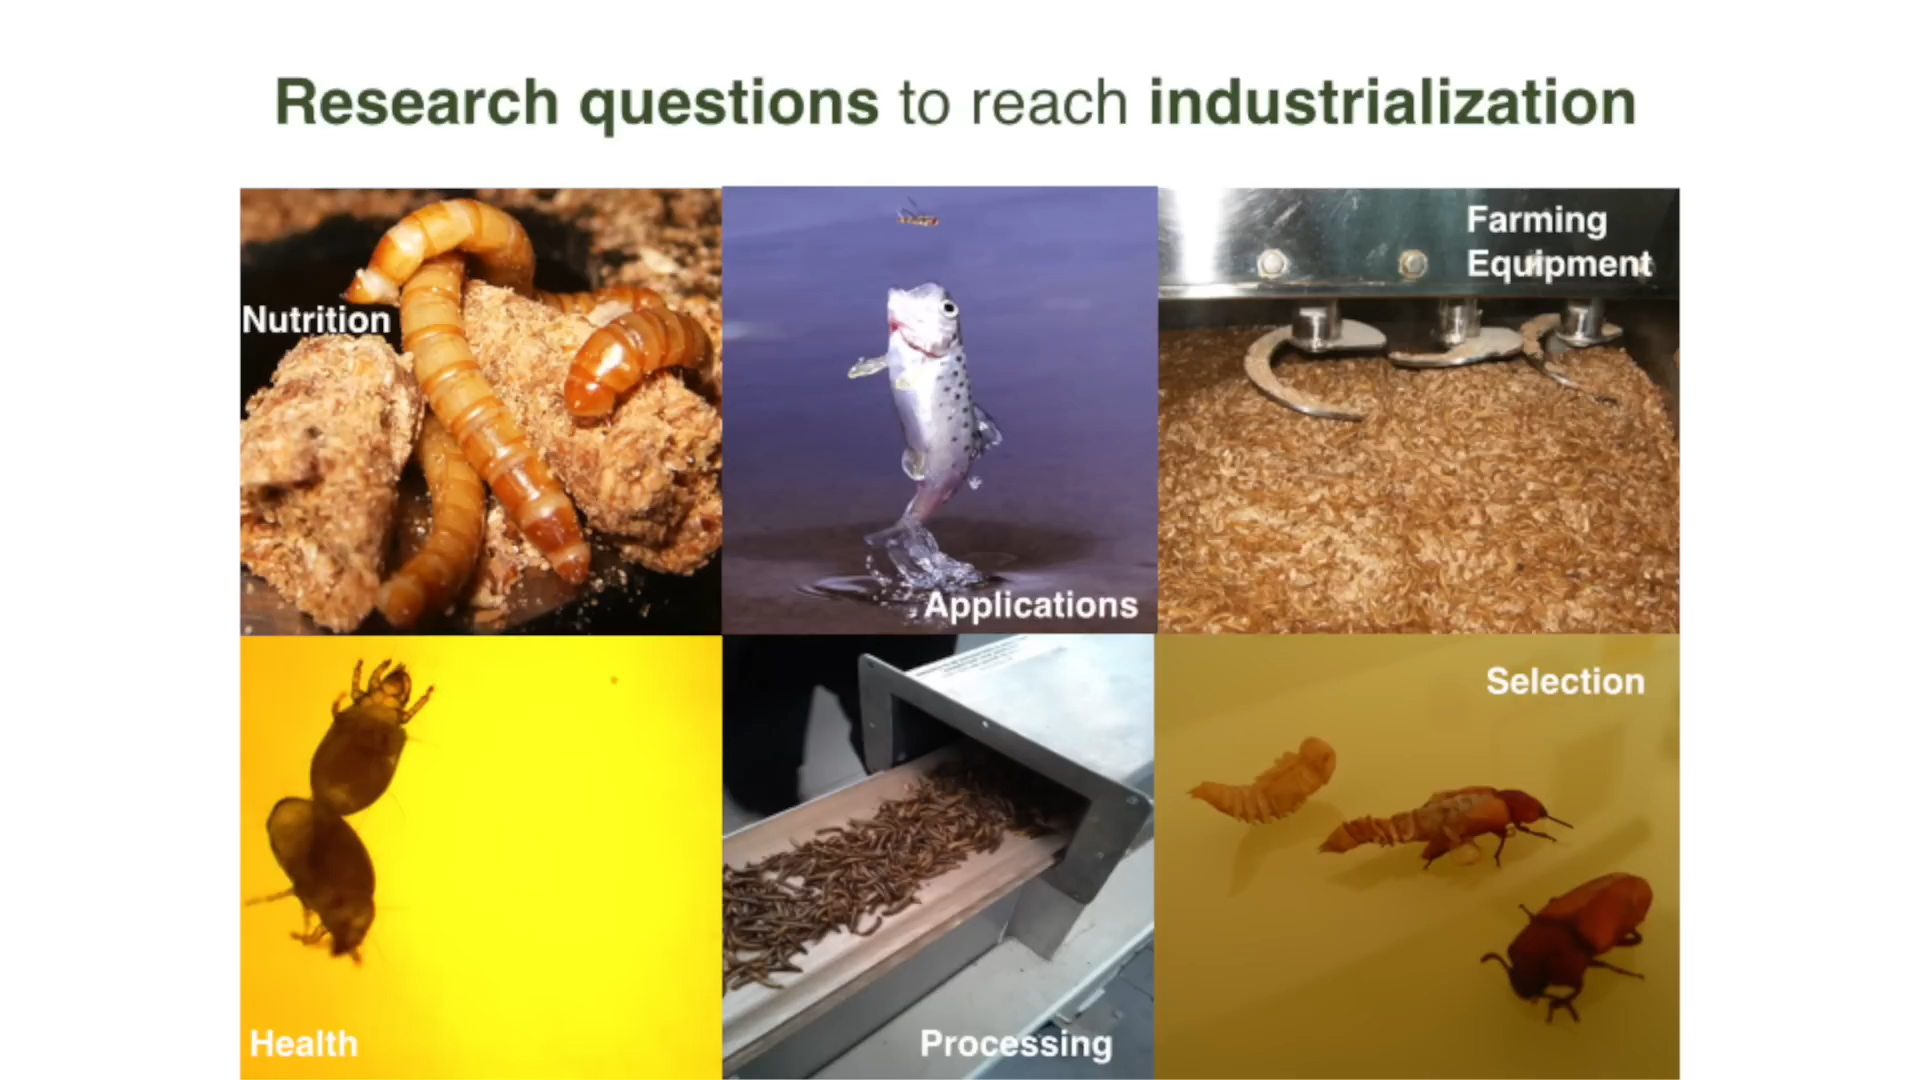 Research questions to reach industrialization
Nutrition
Applications
Farming
Equipment
Health
Processing
Selection